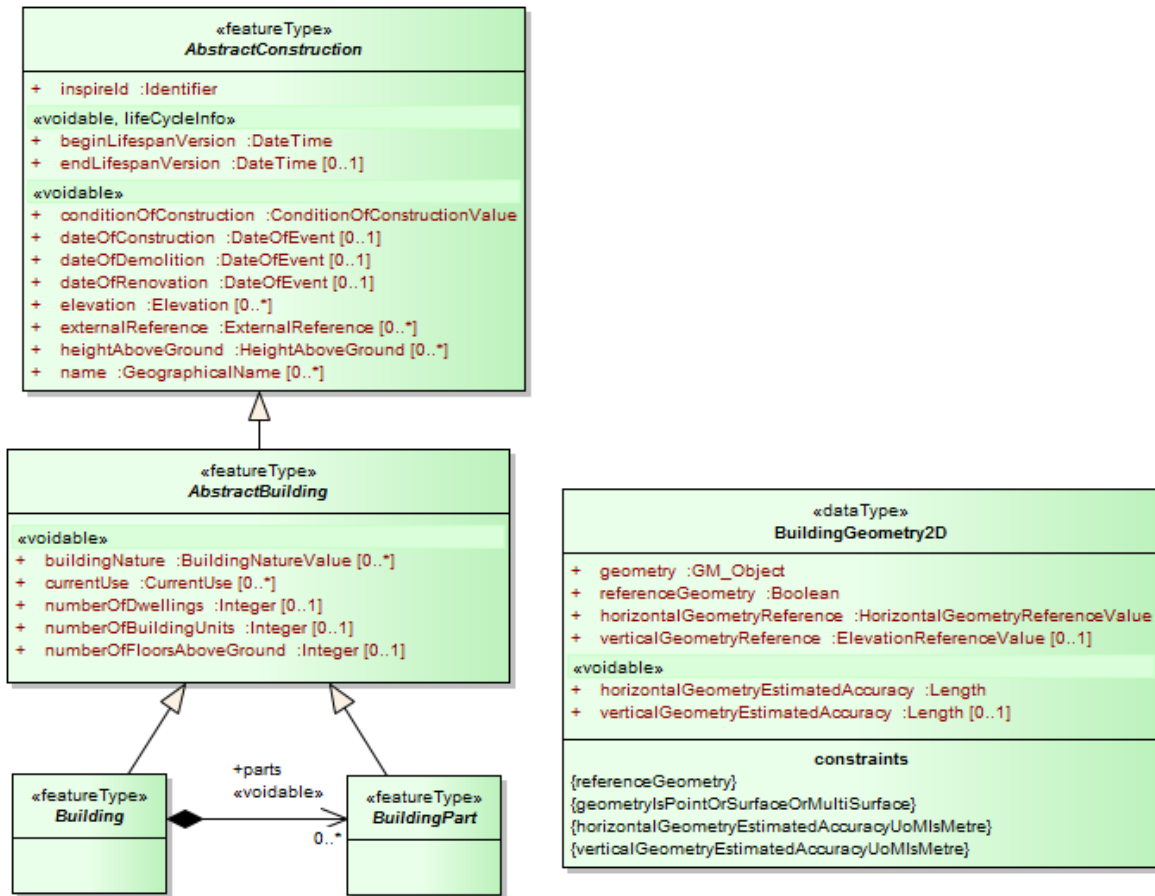 «featureType»
AbstractConstruction
+ inspireId :Identifier
«voidable, lifeCycleInfo»
+ beginLifespanVersion :DateTime
+ endLifespanVersion :DateTime [0..1]
«voidable»
+ conditionOfConstruction :ConditionOfConstructionValue
+ dateOfConstruction :DateOfEvent [0..1]
+ dateOfDemolition :DateOfEvent [0..1]
+ dateOfRenovation :DateOfEvent [0..1]
+ elevation :Elevation [0..*]
+ externalReference :ExternalReference [0..*]
+ heightAboveGround :HeightAboveGround [0..*]
+ name :GeographicalName [0..*]
«featureType»
AbstractBuilding
«voidable»
+ buildingNature :BuildingNatureValue [0..*]
+ currentUse :CurrentUse [0..*]
+ numberOfDwellings :Integer [0..1]
+ numberOfBuildingUnits :Integer [0..1]
+ numberOfFloorsAboveGround :Integer [0..1]
«featureType»
Building
+parts
«voidable»
0..*
«featureType»
BuildingPart
«dataType»
BuildingGeometry2D
+ geometry :GM_Object
+ referenceGeometry :Boolean
+ horizontalGeometryReference :HorizontalGeometryReferenceValue
+ verticalGeometryReference :ElevationReferenceValue [0..1]
«voidable»
+ horizontalGeometryEstimatedAccuracy :Length
+ verticalGeometryEstimatedAccuracy :Length [0..1]
constraints
{referenceGeometry}
{geometryIsPointOrSurfaceOrMultiSurface}
{horizontalGeometryEstimatedAccuracyUoMIsMetre}
{verticalGeometryEstimatedAccuracyUoMIsMetre}